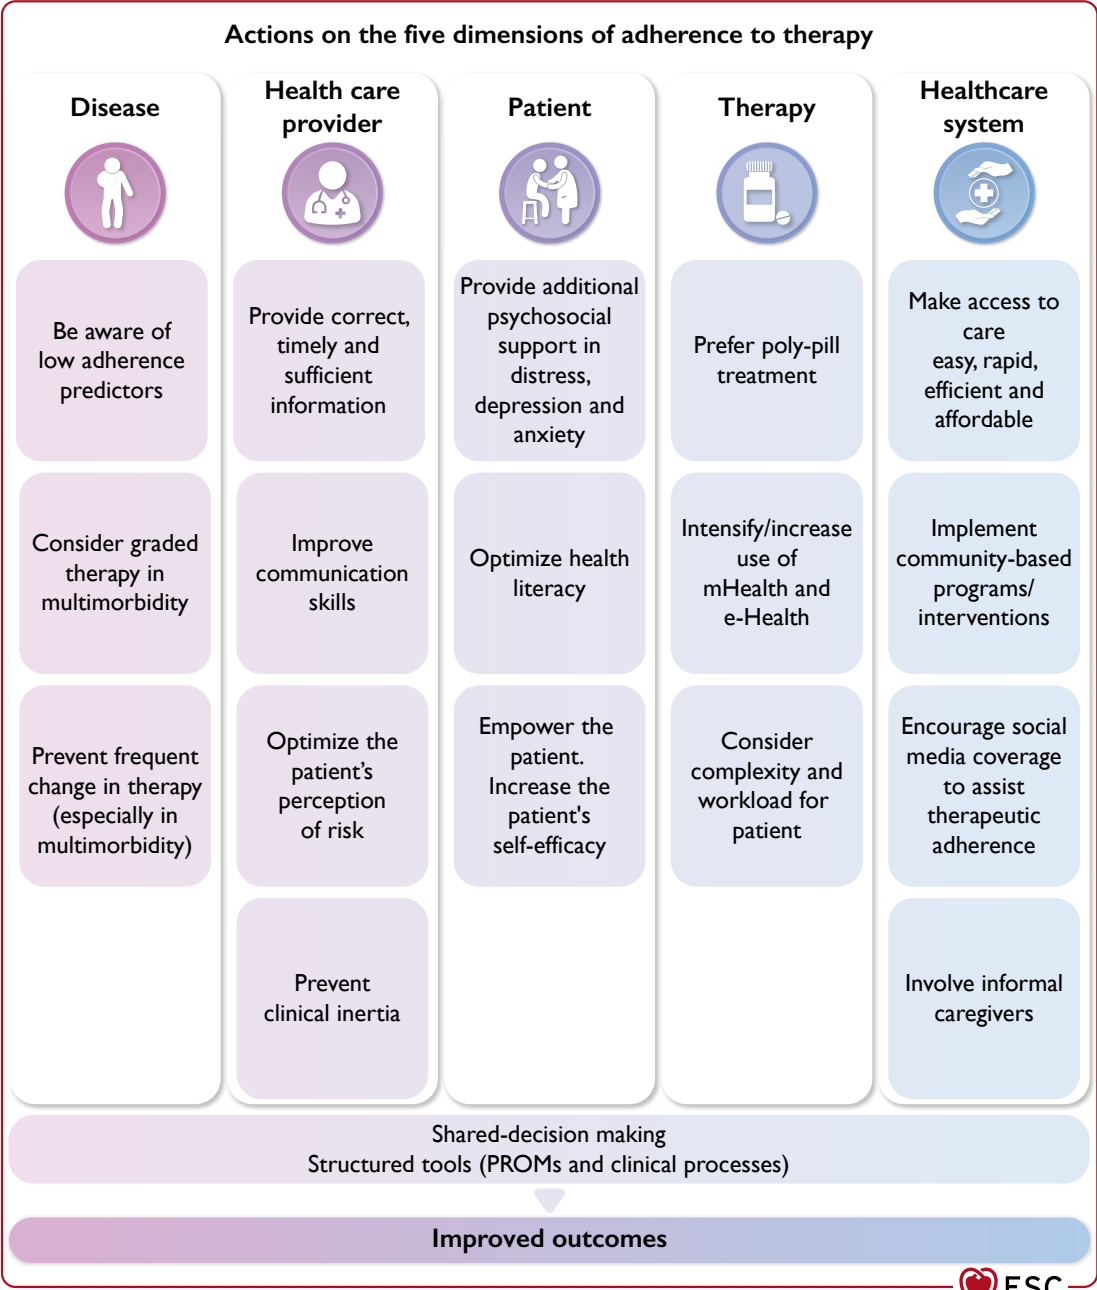 Actions on the five dimensions of adherence to therapy
Disease
Be aware of
low adherence
predictors
Consider graded
therapy in
multimorbidity
Prevent frequent
change in therapy
(especially in
multimorbidity)
Health care
provider
Provide correct,
timely and
sufficient
information
Improve
communication
skills
Optimize the
patient’s
perception
of risk
Prevent
clinical inertia
Patient
Provide additional
psychosocial
support in
distress,
depression and
anxiety
Optimize health
literacy
Empower the
patient.
Increase the
patient's
self-efficacy
Therapy
Prefer poly-pill
treatment
Intensify/increase
use of
mHealth and
e-Health
Consider
complexity and
workload for
patient
Healthcare
system
Make access to
care
easy, rapid,
efficient and
affordable
Implement
community-based
programs/
interventions
Encourage social
media coverage
to assist
therapeutic
adherence
Involve informal
caregivers
Shared-decision making
Structured tools (PROMs and clinical processes)
Improved outcomes
ESC